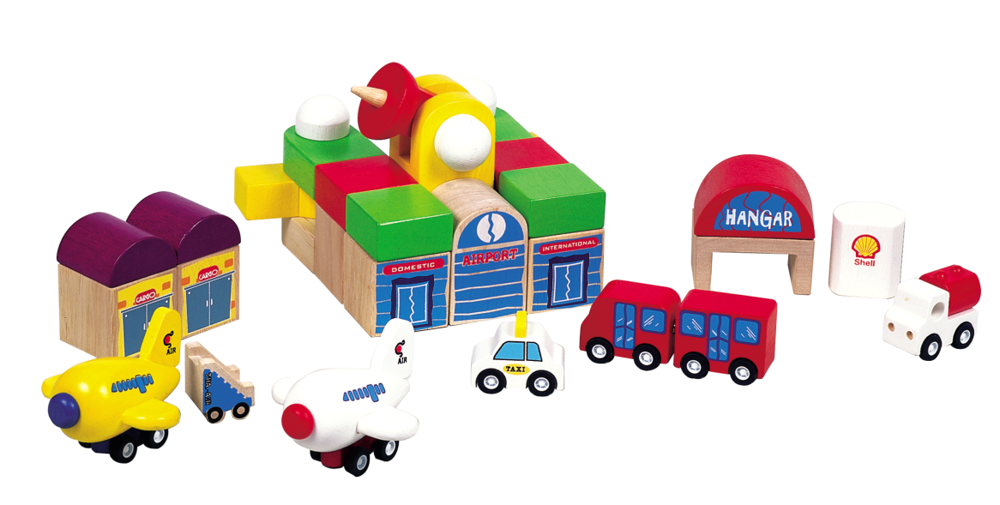 HANGAR
Shell
AIRPORT
DOMESTIC
INTERNATIONAL
CARGO
CARGO
AIR
AIR
TAXI